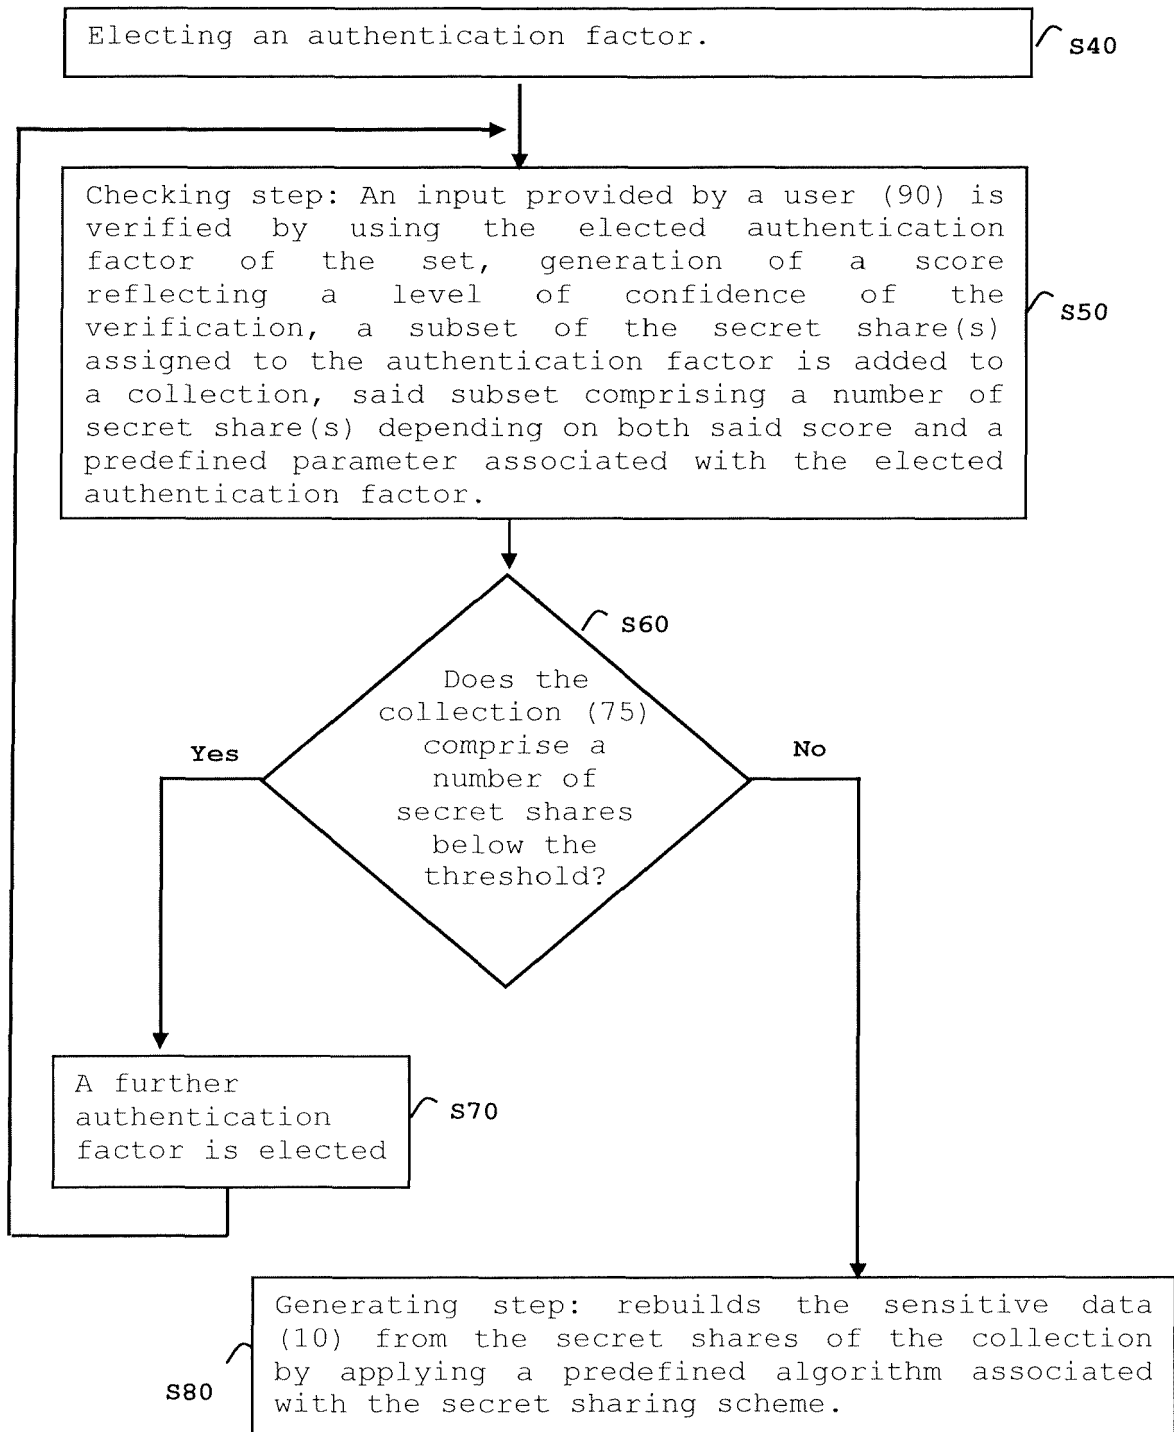 Electing an authentication factor.
S40
Checking step: An input provided by a user (90) is
verified by using the elected authentication
factor of the set, generation of a score
reflecting a level of confidence of the
verification, a subset of the secret share(s)
assigned to the authentication factor is added to
a collection, said subset comprising a number of
secret share(s) depending on both said score and a
predefined parameter associated with the elected
authentication factor.
S50
S60
Does the
collection (75)
comprise a
number of
secret shares
below the
threshold?
Yes
No
A further
authentication
factor is elected
S70
Generating step: rebuilds the sensitive data
(10) from the secret shares of the collection
by applying a predefined algorithm associated
with the secret sharing scheme.
S80